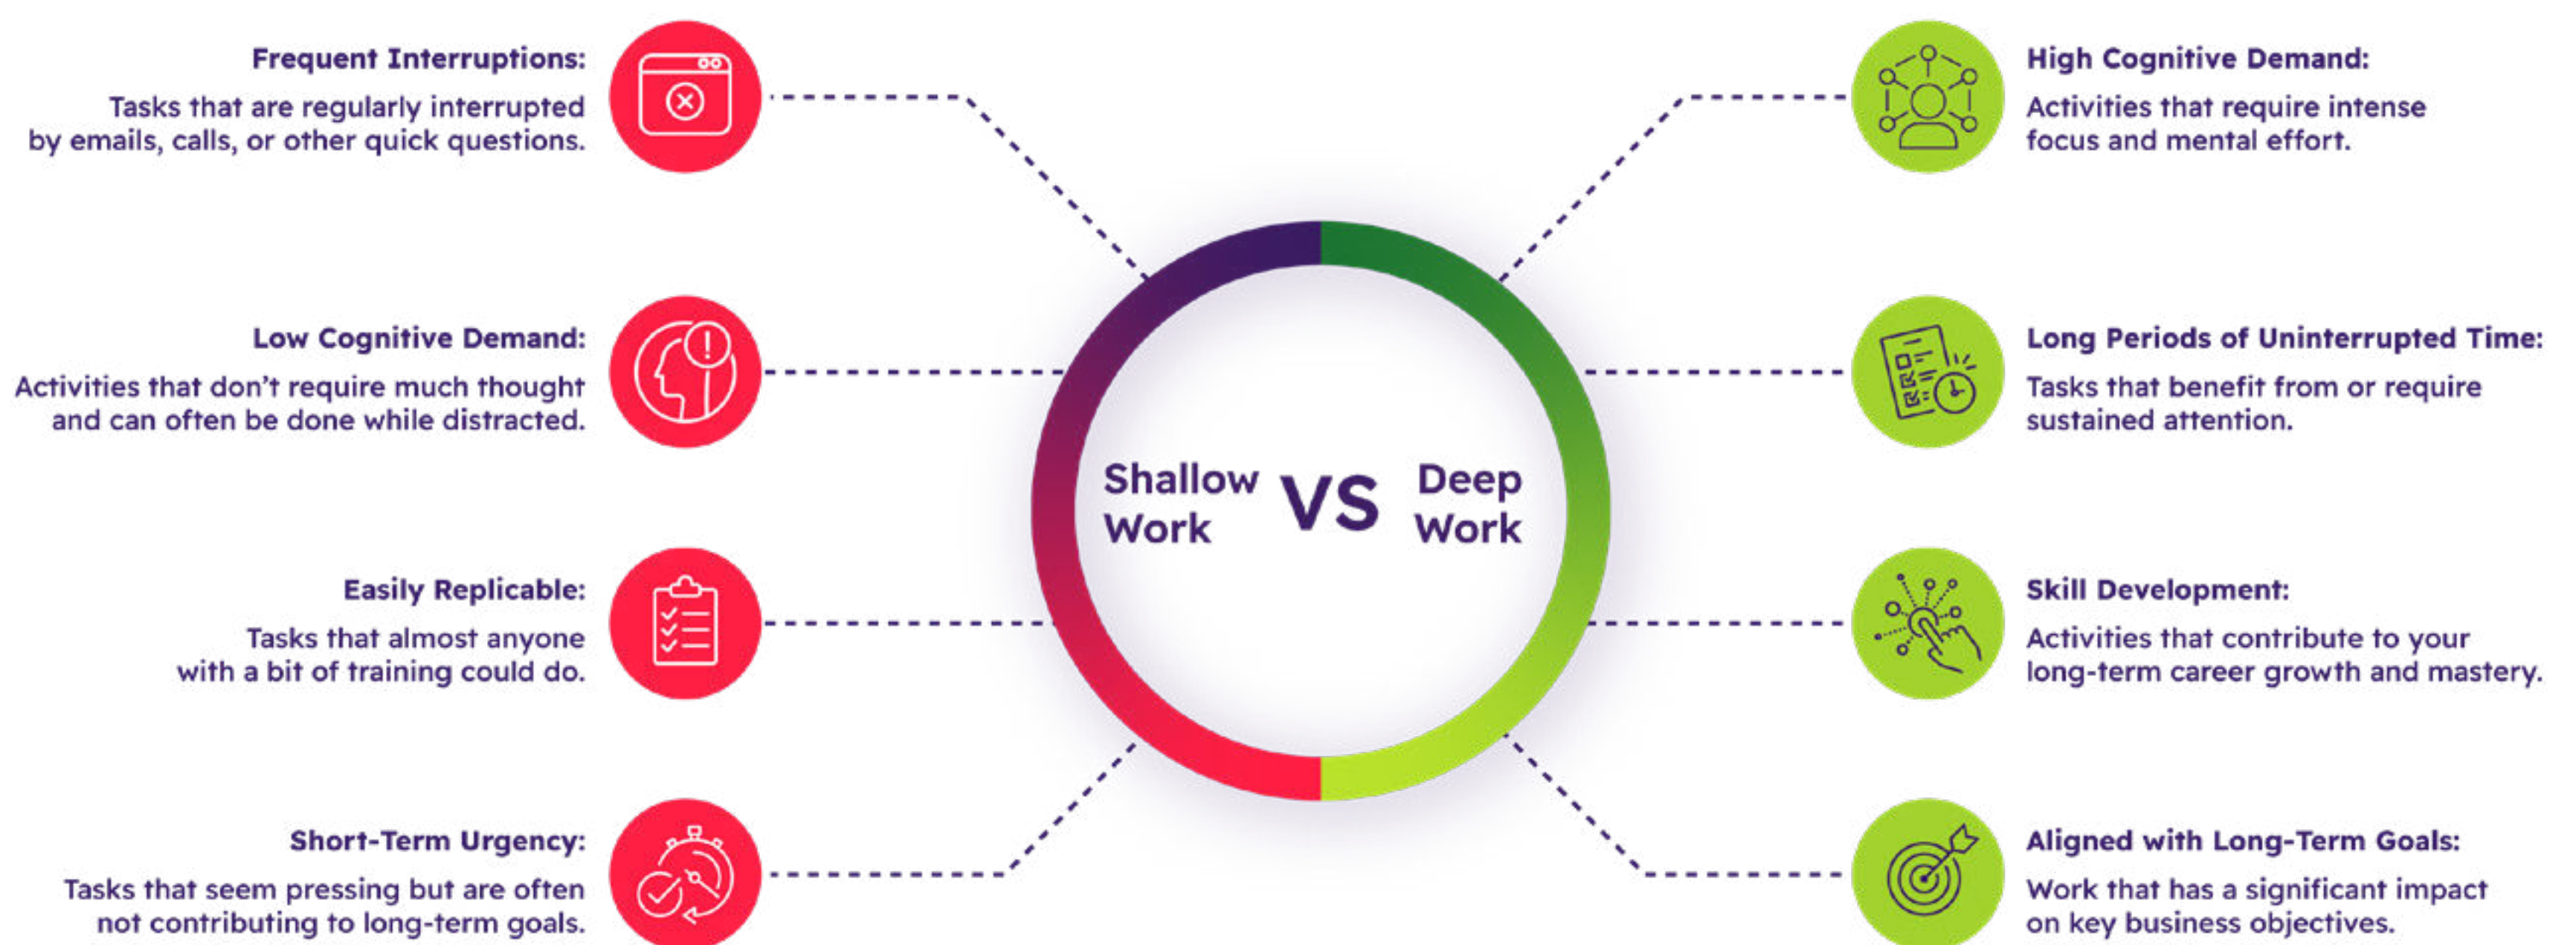 Frequent Interruptions:
Tasks that are regularly interrupted
by emails, calls, or other quick questions.
Low Cognitive Demand:
Activities that don't require much thought
and can often be done while distracted.
Easily Replicable:
Tasks that almost anyone
with a bit of training could do.
Short-Term Urgency:
Tasks that seem pressing but are often
not contributing to long-term goals.
Shallow
Work
VS
Deep
Work
High Cognitive Demand:
Activities that require intense
focus and mental effort.
Long Periods of Uninterrupted Time:
Tasks that benefit from or require
sustained attention.
Skill Development:
Activities that contribute to your
long-term career growth and mastery.
Aligned with Long-Term Goals:
Work that has a significant impact
on key business objectives.